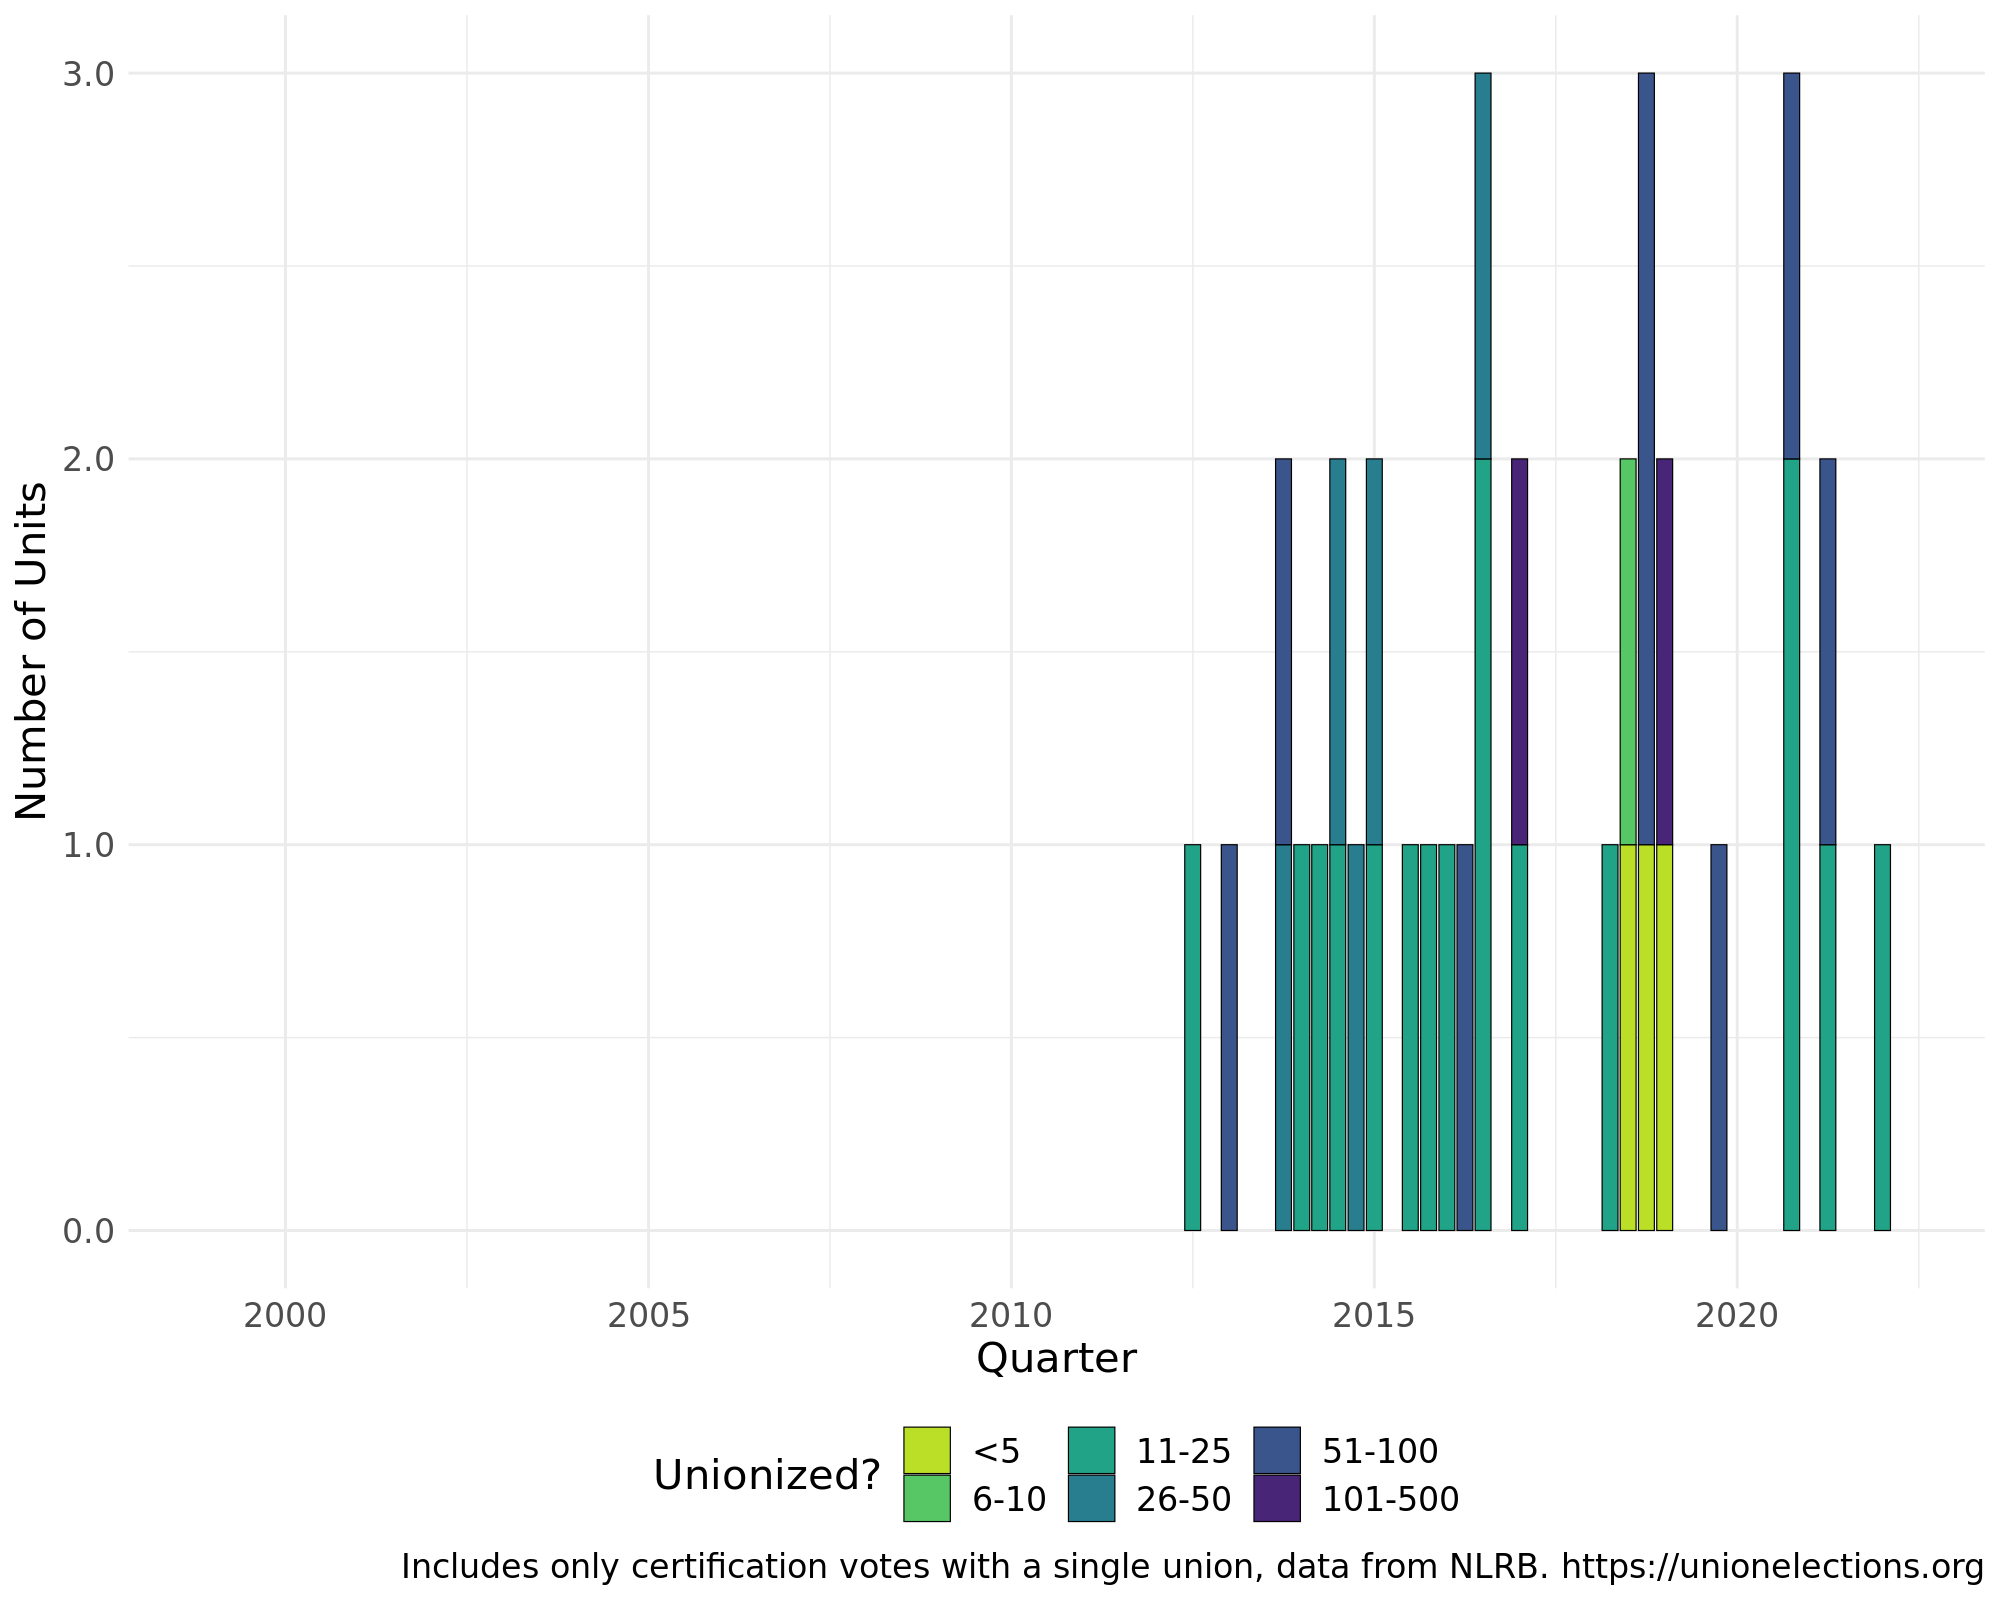 3.0
2.0
1.0
0.0
Number of Units
2000 2005 2010 2015 2020
Quarter
Unionized?
<5 11-25 51-100
6-10 26-50 101-500
Includes only certification votes with a single union, data from NLRB. https://unionelections.org